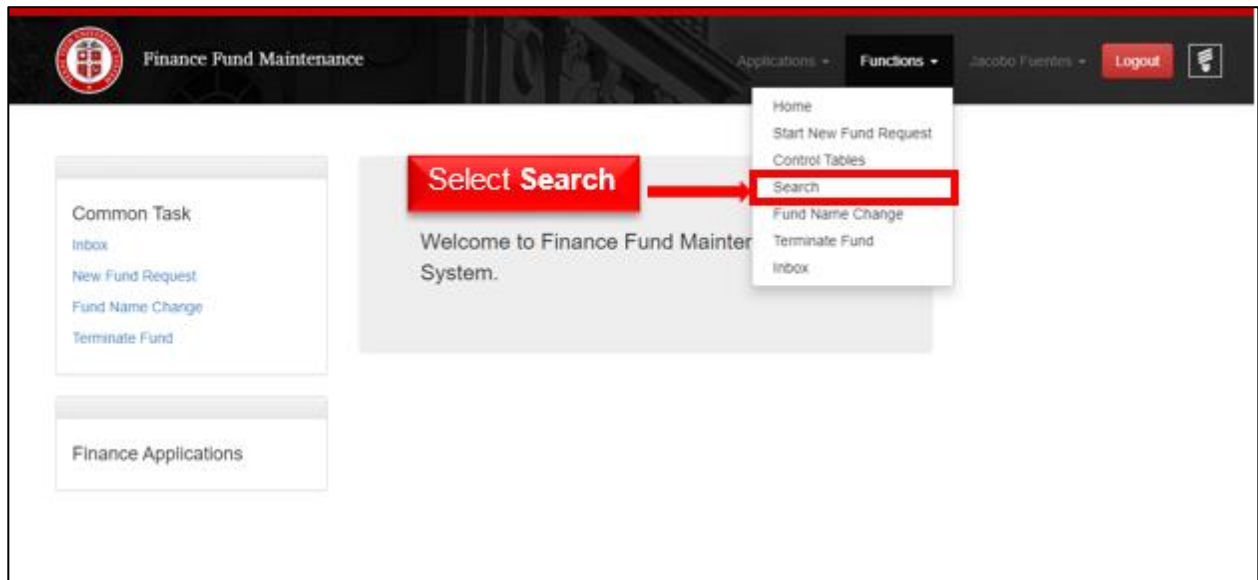 Finance Fund Maintenance
Applications
Functions
Jacobo Fuentes
Logout
Home
Start New Fund Request
Control Tables
Search
Fund Name Change
Terminate Fund
Inbox
Select Search
Common Task
Inbox
New Fund Request
Fund Name Change
Terminate Fund
Welcome to Finance Fund Mainten
System.
Finance Applications